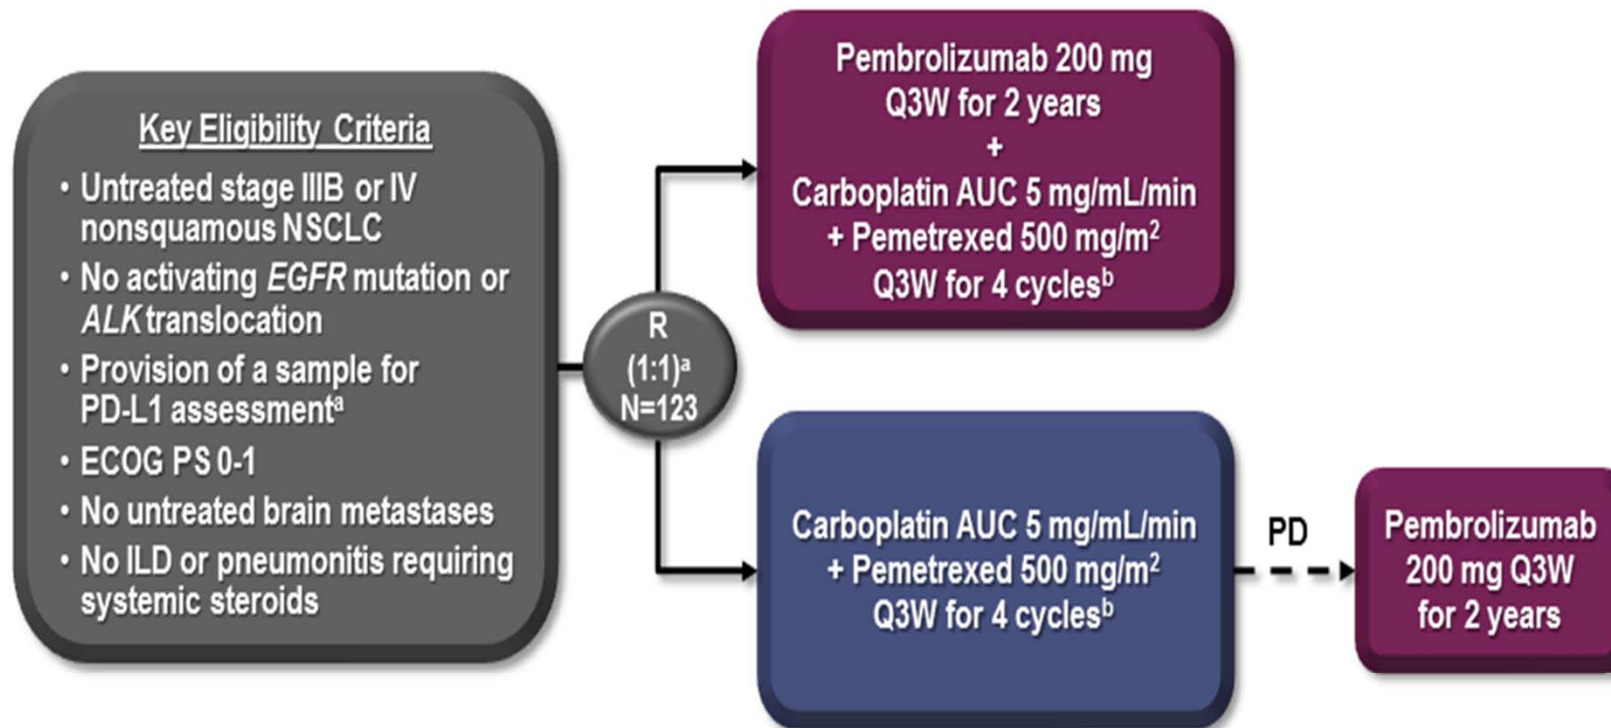 Key Eligibility Criteria
• Untreated stage IIIB or IV
nonsquamous NSCLC
• No activating EGFR mutation or
ALK translocation
• Provision of a sample for
PD-L1 assessmentᵃ
• ECOG PS 0-1
• No untreated brain metastases
• No ILD or pneumonitis requiring
systemic steroids
R
(1:1)ᵃ
N=123
Pembrolizumab 200 mg
Q3W for 2 years
+
Carboplatin AUC 5 mg/mL/min
+ Pemetrexed 500 mg/m²
Q3W for 4 cyclesᵇ
Carboplatin AUC 5 mg/mL/min
+ Pemetrexed 500 mg/m²
Q3W for 4 cyclesᵇ
PD
Pembrolizumab
200 mg Q3W
for 2 years